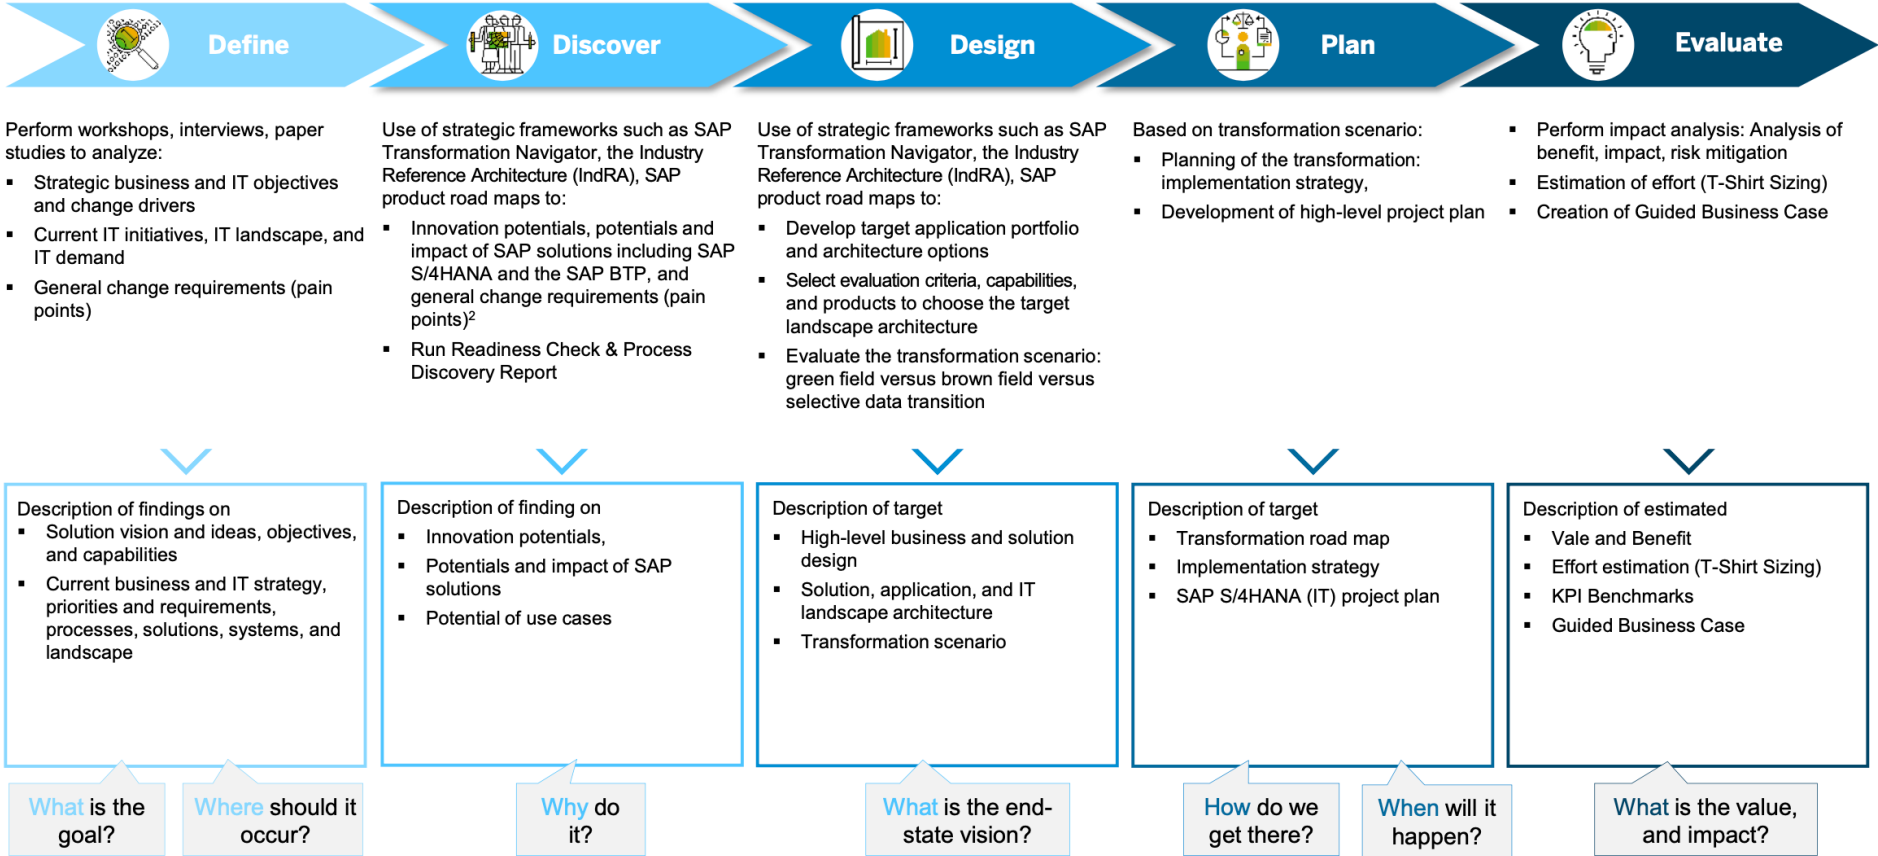 Define
Discover
Design
Plan
Evaluate
Perform workshops, interviews, paper
studies to analyze:
▪ Strategic business and IT objectives
and change drivers
▪ Current IT initiatives, IT landscape, and
IT demand
▪ General change requirements (pain
points)
Use of strategic frameworks such as SAP
Transformation Navigator, the Industry
Reference Architecture (IndRA), SAP
product road maps to:
▪ Innovation potentials, potentials and
impact of SAP solutions including SAP
S/4HANA and the SAP BTP, and
general change requirements (pain
points)²
▪ Run Readiness Check & Process
Discovery Report
Use of strategic frameworks such as SAP
Transformation Navigator, the Industry
Reference Architecture (IndRA), SAP
product road maps to:
▪ Develop target application portfolio
and architecture options
▪ Select evaluation criteria, capabilities,
and products to choose the target
landscape architecture
▪ Evaluate the transformation scenario:
green field versus brown field versus
selective data transition
Based on transformation scenario:
▪ Planning of the transformation:
implementation strategy,
▪ Development of high-level project plan
▪ Perform impact analysis: Analysis of
benefit, impact, risk mitigation
▪ Estimation of effort (T-Shirt Sizing)
▪ Creation of Guided Business Case
Description of findings on
▪ Solution vision and ideas, objectives,
and capabilities
▪ Current business and IT strategy,
priorities and requirements,
processes, solutions, systems, and
landscape
Description of finding on
▪ Innovation potentials,
▪ Potentials and impact of SAP
solutions
▪ Potential of use cases
Description of target
▪ High-level business and solution
design
▪ Solution, application, and IT
landscape architecture
▪ Transformation scenario
Description of target
▪ Transformation road map
▪ Implementation strategy
▪ SAP S/4HANA (IT) project plan
Description of estimated
▪ Vale and Benefit
▪ Effort estimation (T-Shirt Sizing)
▪ KPI Benchmarks
▪ Guided Business Case
What is the
goal?
Where should it
occur?
Why do
it?
What is the end-
state vision?
How do we
get there?
When will it
happen?
What is the value,
and impact?